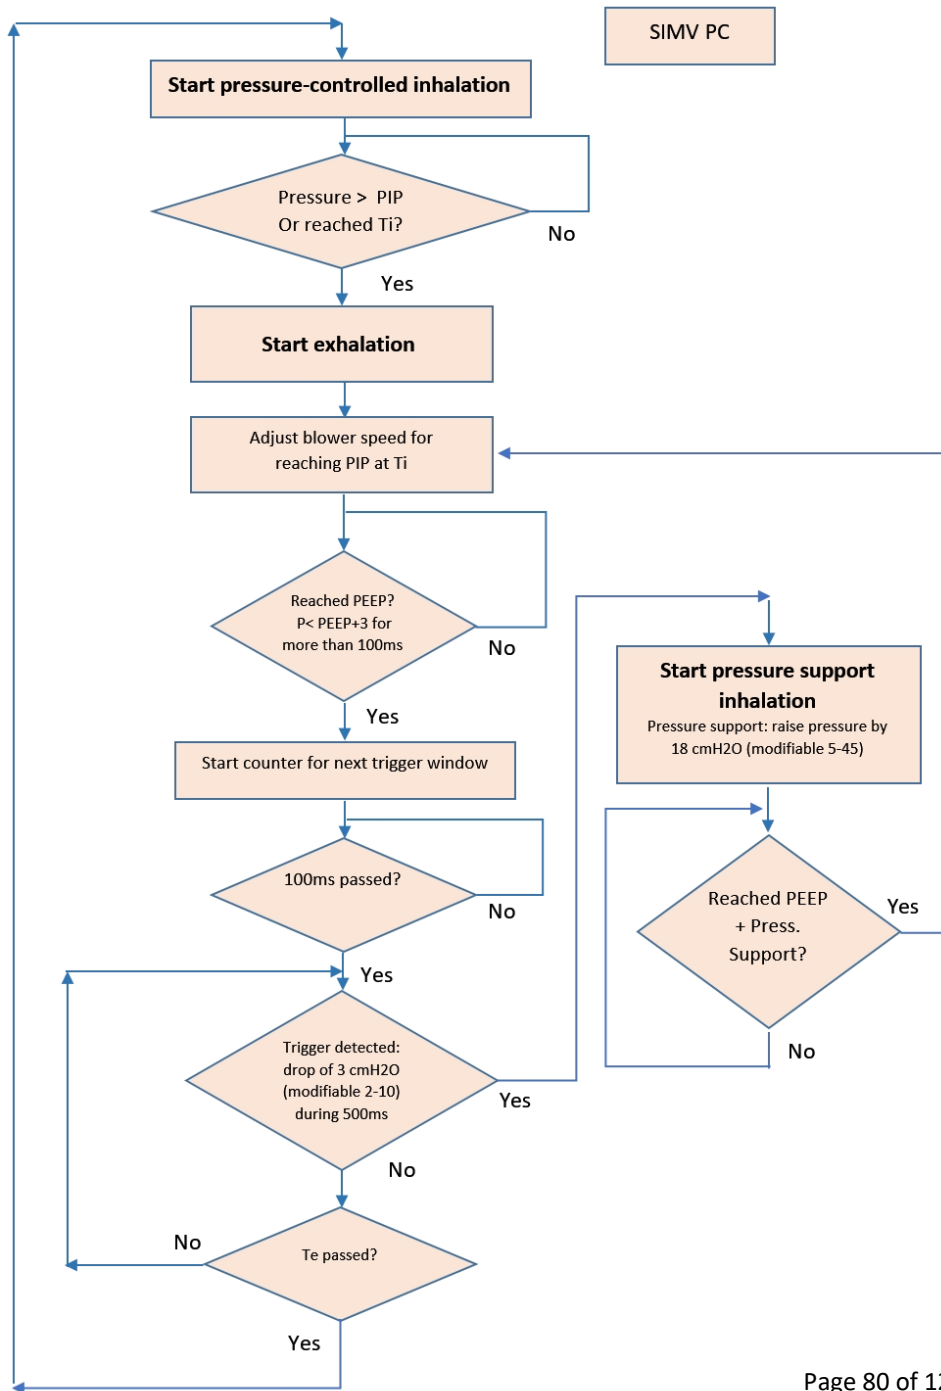 SIMV PC
Start pressure-controlled inhalation
Pressure > PIP
Or reached Ti?
No
Yes
Start exhalation
Adjust blower speed for
reaching PIP at Ti
Reached PEEP?
P< PEEP+3 for
more than 100ms
No
Yes
Start counter for next trigger window
100ms passed?
No
Yes
Trigger detected:
drop of 3 cmH2O
(modifiable 2-10)
during 500ms
Yes
No
Te passed?
No
Yes
Start pressure support
inhalation
Pressure support: raise pressure by
18 cmH2O (modifiable 5-45)
Reached PEEP
+ Press.
Support?
Yes
No
Page 80 of 12